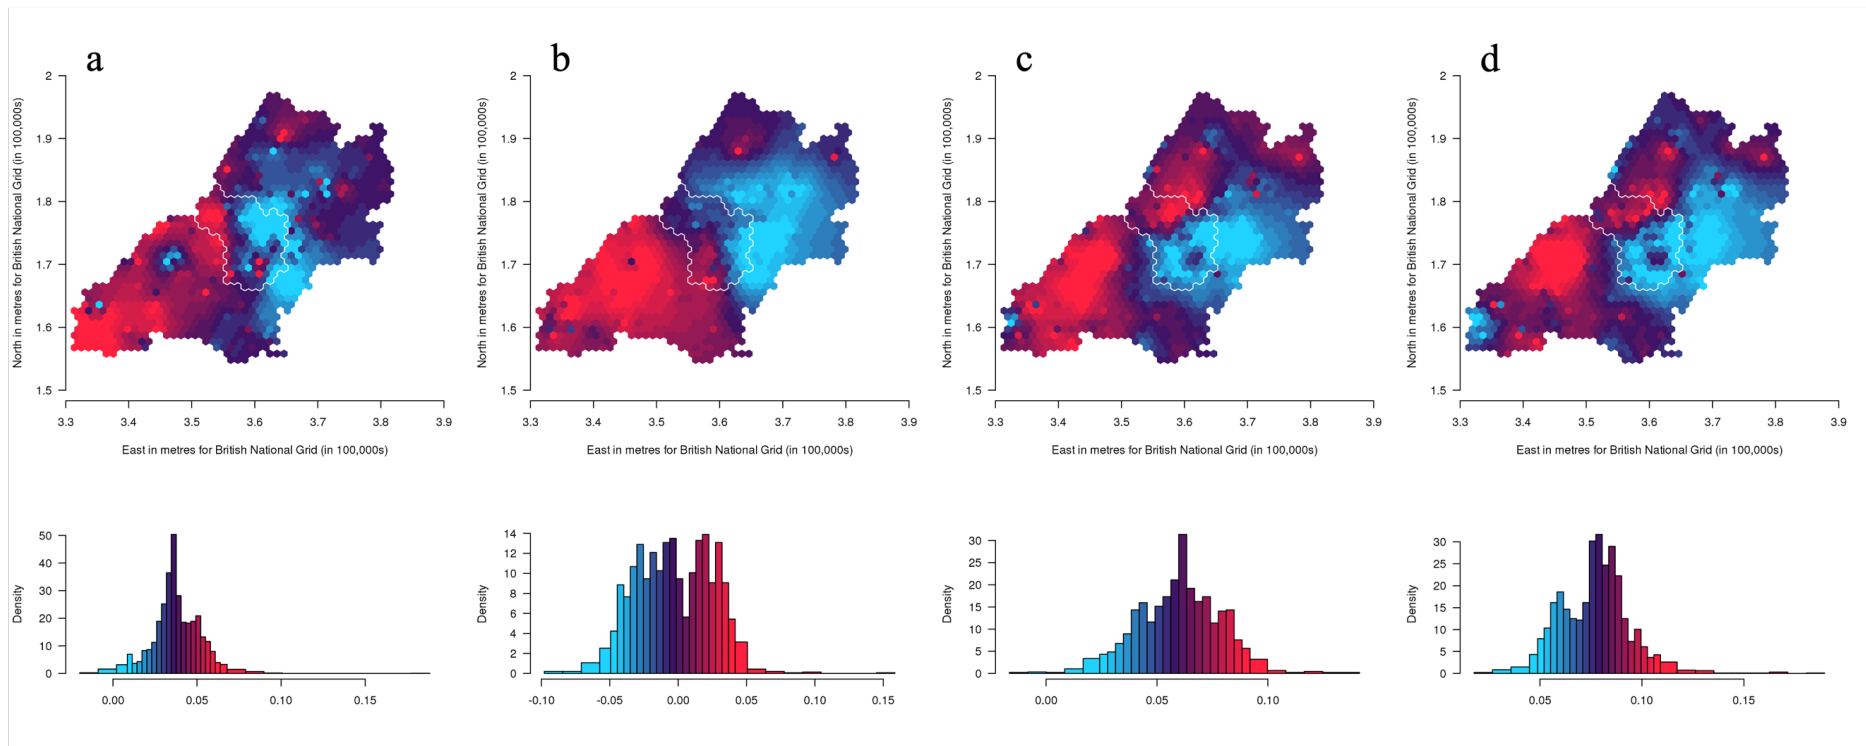 a
b
c
d
2
1.9
1.8
1.7
1.6
1.5
North in metres for British National Grid (in 100,000s)
3.3 3.4 3.5 3.6 3.7 3.8 3.9
East in metres for British National Grid (in 100,000s)
2
1.9
1.8
1.7
1.6
1.5
North in metres for British National Grid (in 100,000s)
3.3 3.4 3.5 3.6 3.7 3.8 3.9
East in metres for British National Grid (in 100,000s)
2
1.9
1.8
1.7
1.6
1.5
North in metres for British National Grid (in 100,000s)
3.3 3.4 3.5 3.6 3.7 3.8 3.9
East in metres for British National Grid (in 100,000s)
2
1.9
1.8
1.7
1.6
1.5
North in metres for British National Grid (in 100,000s)
3.3 3.4 3.5 3.6 3.7 3.8 3.9
East in metres for British National Grid (in 100,000s)
50
40
30
20
10
0
Density
0.00 0.05 0.10 0.15
14
12
10
8
6
4
2
0
Density
-0.10 -0.05 0.00 0.05 0.10 0.15
30
25
20
15
10
5
0
Density
0.00 0.05 0.10
30
25
20
15
10
5
0
Density
0.05 0.10 0.15